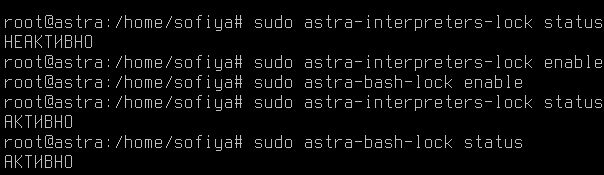 root@astra:/home/sofiya# sudo astra-interpreters-lock status
НЕАКТИВНО
root@astra:/home/sofiya# sudo astra-interpreters-lock enable
root@astra:/home/sofiya# sudo astra-bash-lock enable
root@astra:/home/sofiya# sudo astra-interpreters-lock status
АКТИВНО
root@astra:/home/sofiya# sudo astra-bash-lock status
АКТИВНО